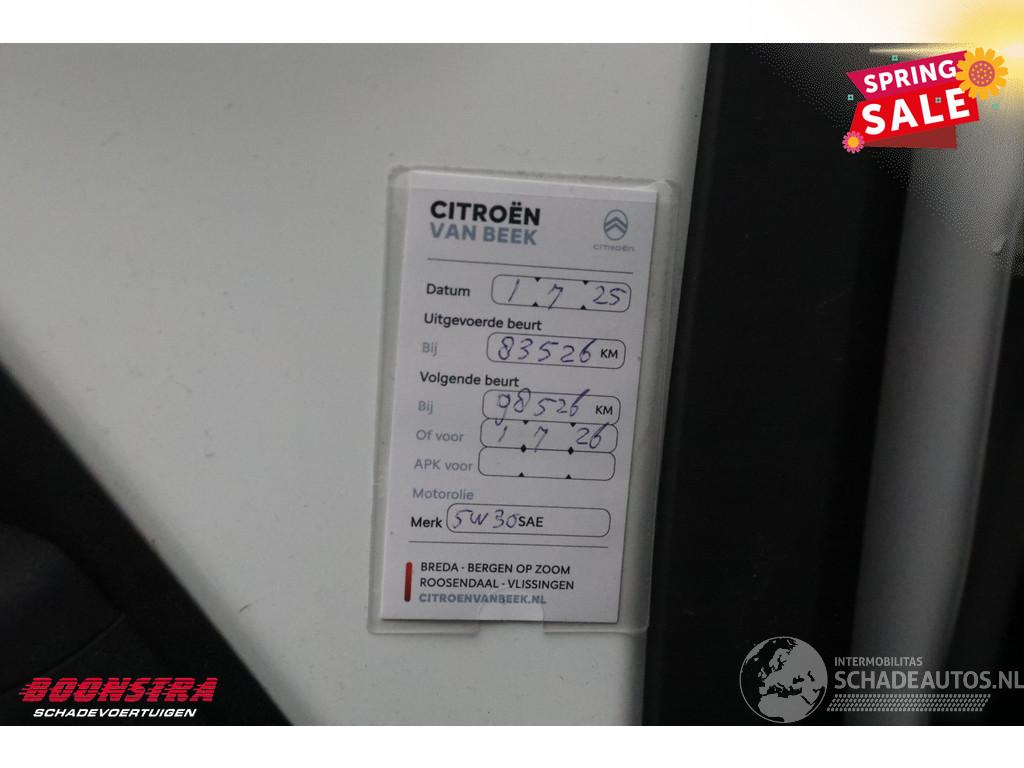 SPRING
SALE
CITROËN
VAN BEEK
CITROËN
Datum 1 7 25
Uitgevoerde beurt
Bij 83526 KM
Volgende beurt
Bij 98526 KM
Of voor 1 7 26
APK voor
Motorolie
Merk 5W30 SAE
BREDA - BERGEN OP ZOOM
ROOSENDAAL - VLISSINGEN
CITROENVANBEEK.NL
BOONSTRA
SCHADEVOERTUIGEN
INTERMOBILITAS
SCHADEAUTOS.NL